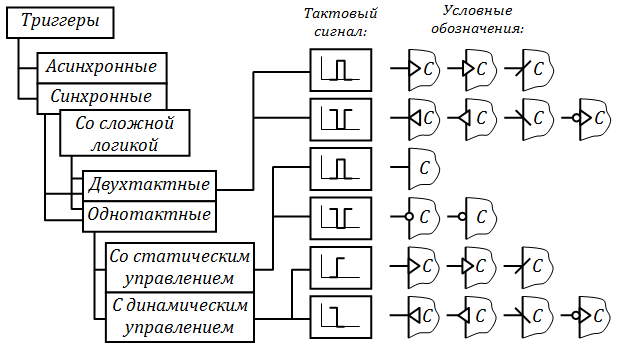 Триггеры
Тактовый
сигнал:
Условные
обозначения:
Асинхронные
Синхронные
Со сложной
логикой
Двухтактные
Однотактные
Со статическим
управлением
С динамическим
управлением
C C C
C C C C
C
C C
C C C
C C C C